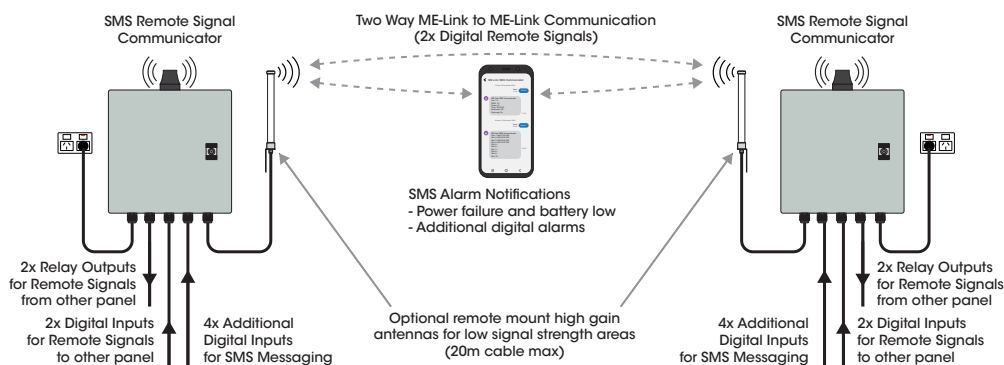 SMS Remote Signal
Communicator
Two Way ME-Link to ME-Link Communication
(2x Digital Remote Signals)
SMS Remote Signal
Communicator
SMS Alarm Notifications
- Power failure and battery low
- Additional digital alarms
2x Relay Outputs
for Remote Signals
from other panel
2x Digital Inputs
for Remote Signals
to other panel
4x Additional
Digital Inputs
for SMS Messaging
Optional remote mount high gain
antennas for low signal strength areas
(20m cable max)
2x Relay Outputs
for Remote Signals
from other panel
4x Additional
Digital Inputs
for SMS Messaging
2x Digital Inputs
for Remote Signals
to other panel